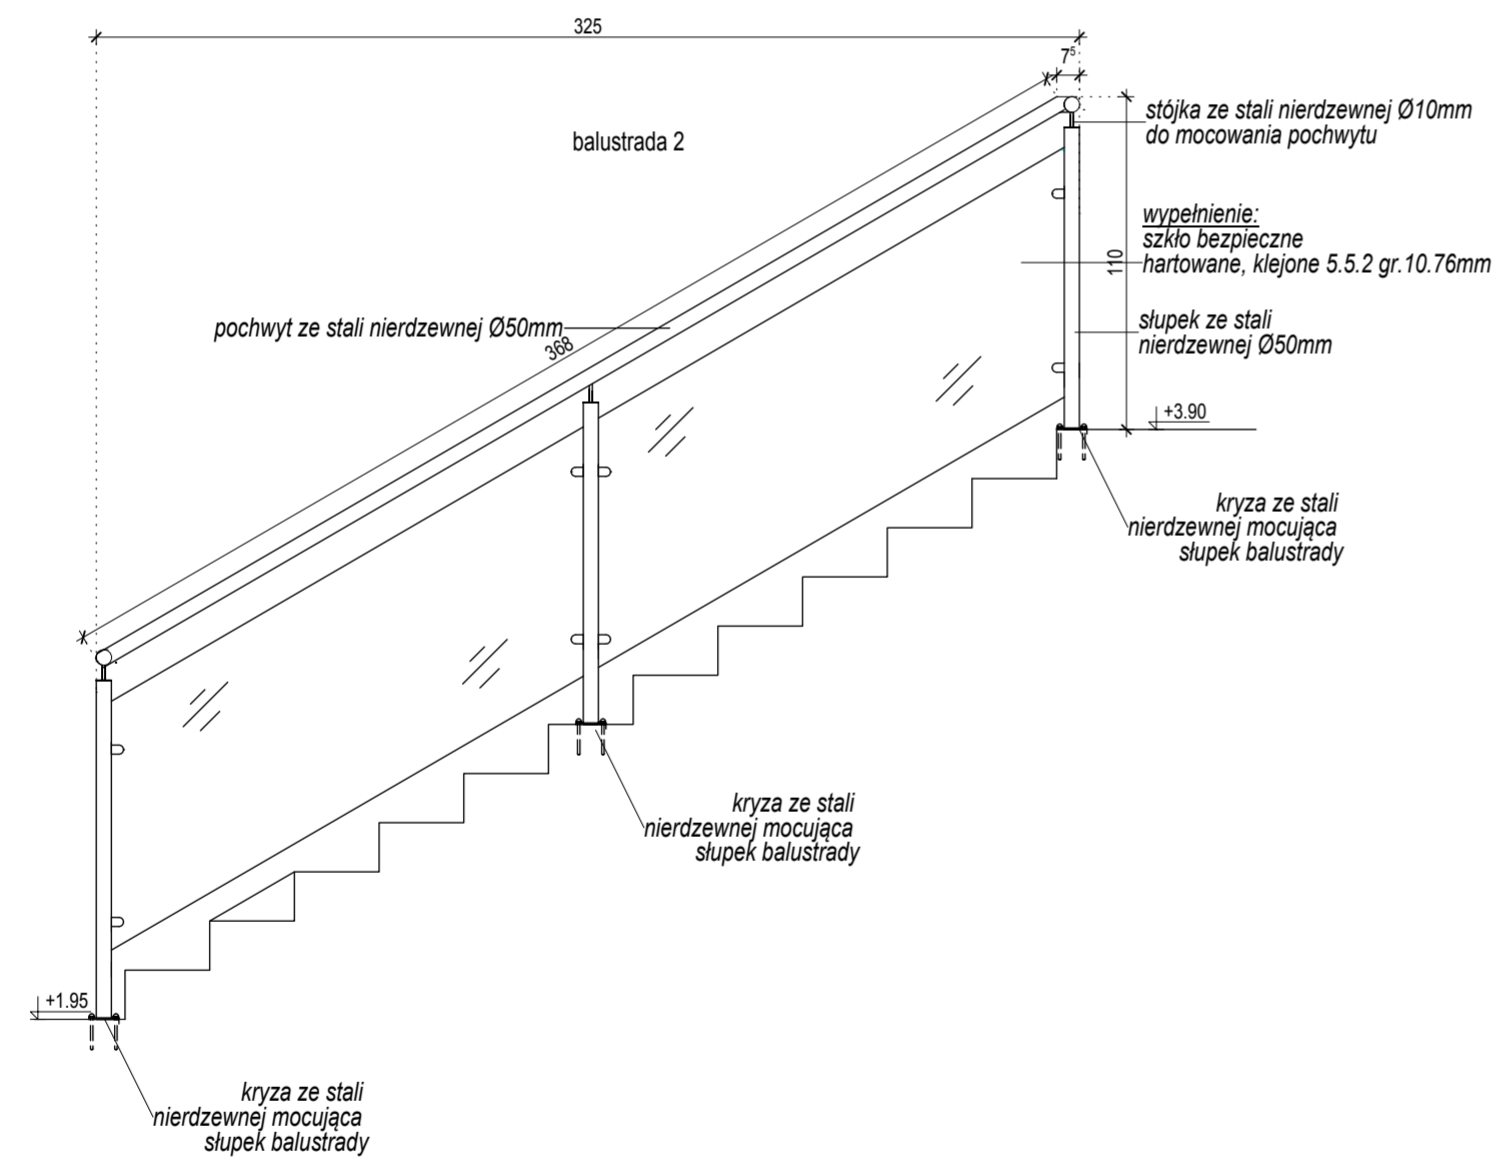 325
7⁵
balustrada 2
stójka ze stali nierdzewnej Ø10mm
do mocowania pochwytu
wypełnienie:
szkło bezpieczne
hartowane, klejone 5.5.2 gr.10.76mm
110
słupek ze stali
nierdzewnej Ø50mm
pochwyt ze stali nierdzewnej Ø50mm
368
+3.90
kryza ze stali
nierdzewnej mocująca
słupek balustrady
kryza ze stali
nierdzewnej mocująca
słupek balustrady
+1.95
kryza ze stali
nierdzewnej mocująca
słupek balustrady